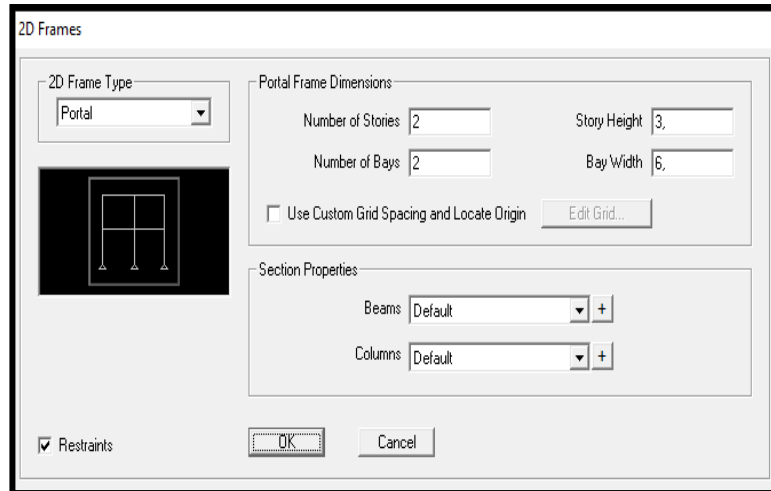 2D Frames
2D Frame Type
Portal
Portal Frame Dimensions
Number of Stories 2 Story Height 3,
Number of Bays 2 Bay Width 6,
Use Custom Grid Spacing and Locate Origin Edit Grid...
Section Properties
Beams Default +
Columns Default +
Restraints OK Cancel